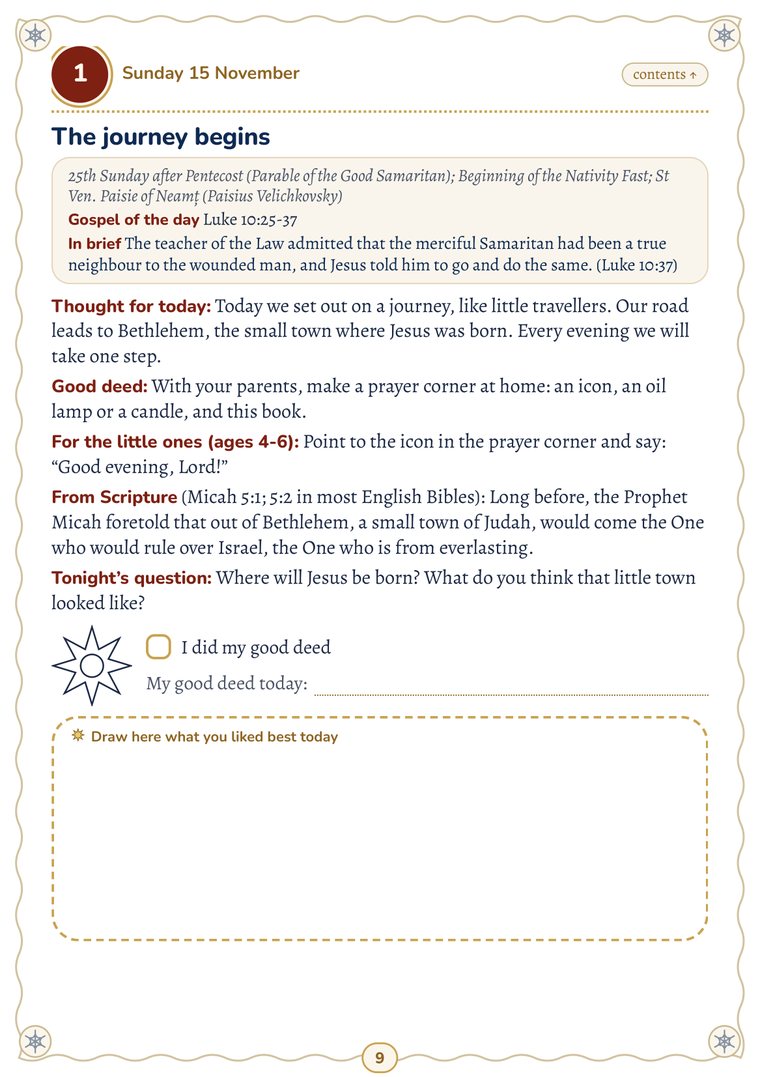 1
Sunday 15 November
contents ↑
The journey begins
25th Sunday after Pentecost (Parable of the Good Samaritan); Beginning of the Nativity Fast; St
Ven. Paisie of Neamț (Paisius Velichkovsky)
Gospel of the day Luke 10:25-37
In brief The teacher of the Law admitted that the merciful Samaritan had been a true
neighbour to the wounded man, and Jesus told him to go and do the same. (Luke 10:37)
Thought for today: Today we set out on a journey, like little travellers. Our road
leads to Bethlehem, the small town where Jesus was born. Every evening we will
take one step.
Good deed: With your parents, make a prayer corner at home: an icon, an oil
lamp or a candle, and this book.
For the little ones (ages 4-6): Point to the icon in the prayer corner and say:
“Good evening, Lord!”
From Scripture (Micah 5:1; 5:2 in most English Bibles): Long before, the Prophet
Micah foretold that out of Bethlehem, a small town of Judah, would come the One
who would rule over Israel, the One who is from everlasting.
Tonight’s question: Where will Jesus be born? What do you think that little town
looked like?
I did my good deed
My good deed today:
Draw here what you liked best today
9